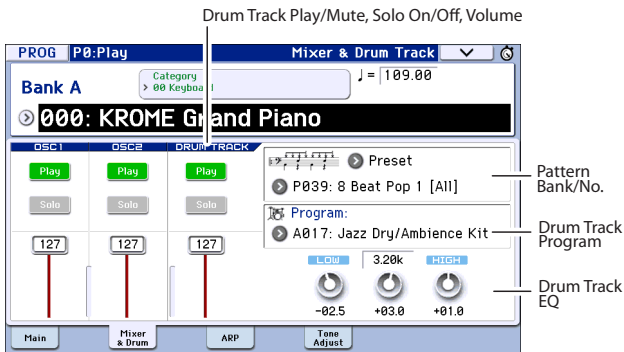 Drum Track Play/Mute, Solo On/Off, Volume
PROG P0:Play Mixer & Drum Track
Bank A
Category
00 Keyboard
♩= 109.00
000: KROME Grand Piano
OSC1 OSC2 DRUM TRACK
Play Play Play
Solo Solo Solo
127 127 127
Preset
P039: 8 Beat Pop 1 [All]
Pattern
Bank/No.
Program:
A017: Jazz Dry/Ambience Kit
Drum Track
Program
LOW 3.20k HIGH
-02.5 +03.0 +01.0
Drum Track
EQ
Main
Mixer
& Drum
ARP
Tone
Adjust